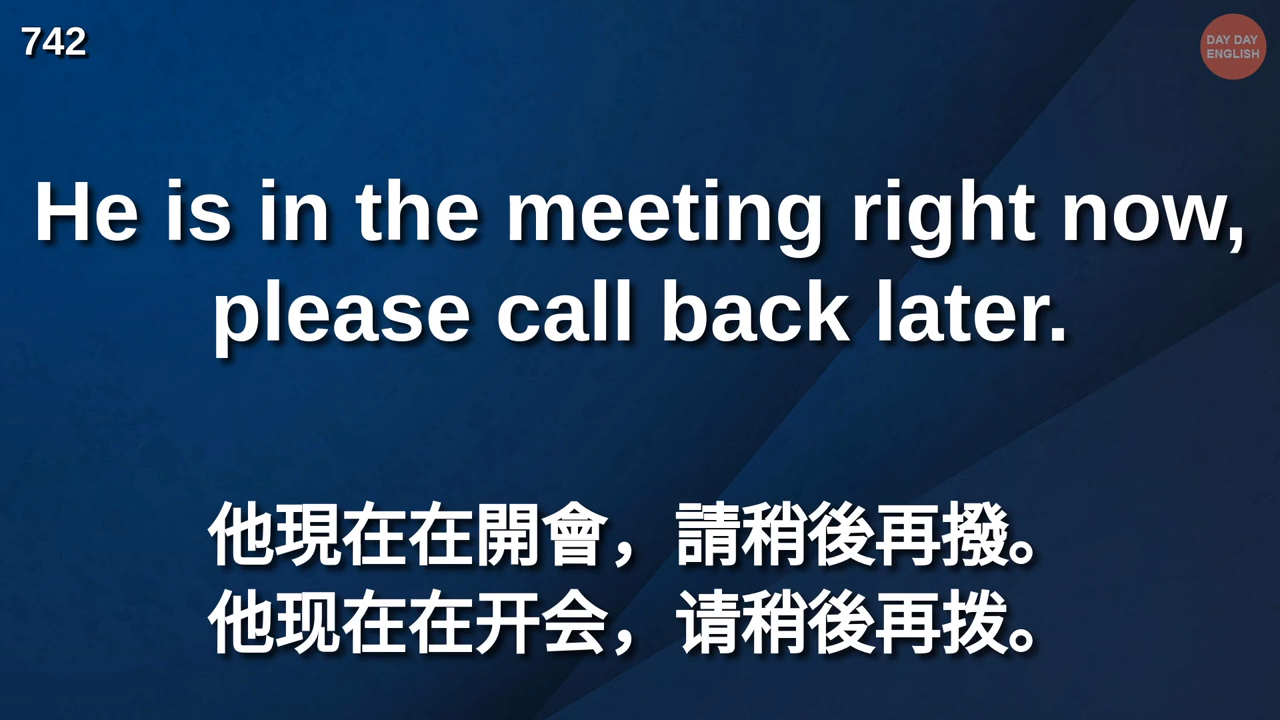 742
DAY DAY
ENGLISH
He is in the meeting right now,
please call back later.
他現在在開會，請稍後再撥。
他现在在开会，请稍後再拨。